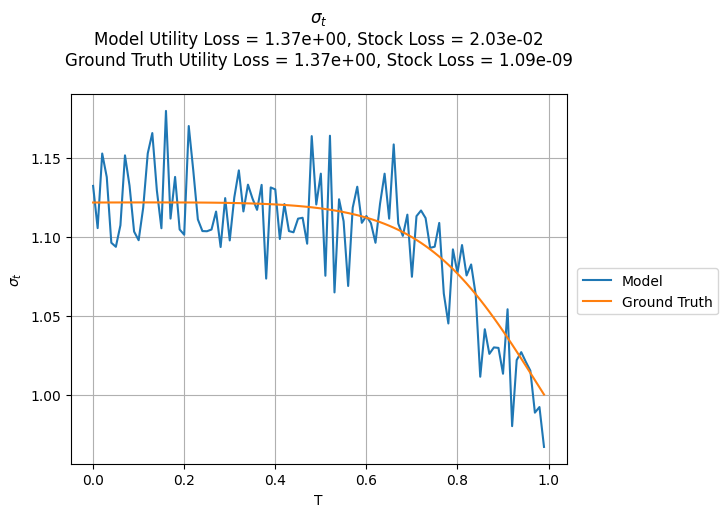 σ_t
Model Utility Loss = 1.37e+00, Stock Loss = 2.03e-02
Ground Truth Utility Loss = 1.37e+00, Stock Loss = 1.09e-09
1.15
1.10
1.05
1.00
σ_t
0.0 0.2 0.4 0.6 0.8 1.0
T
Model
Ground Truth